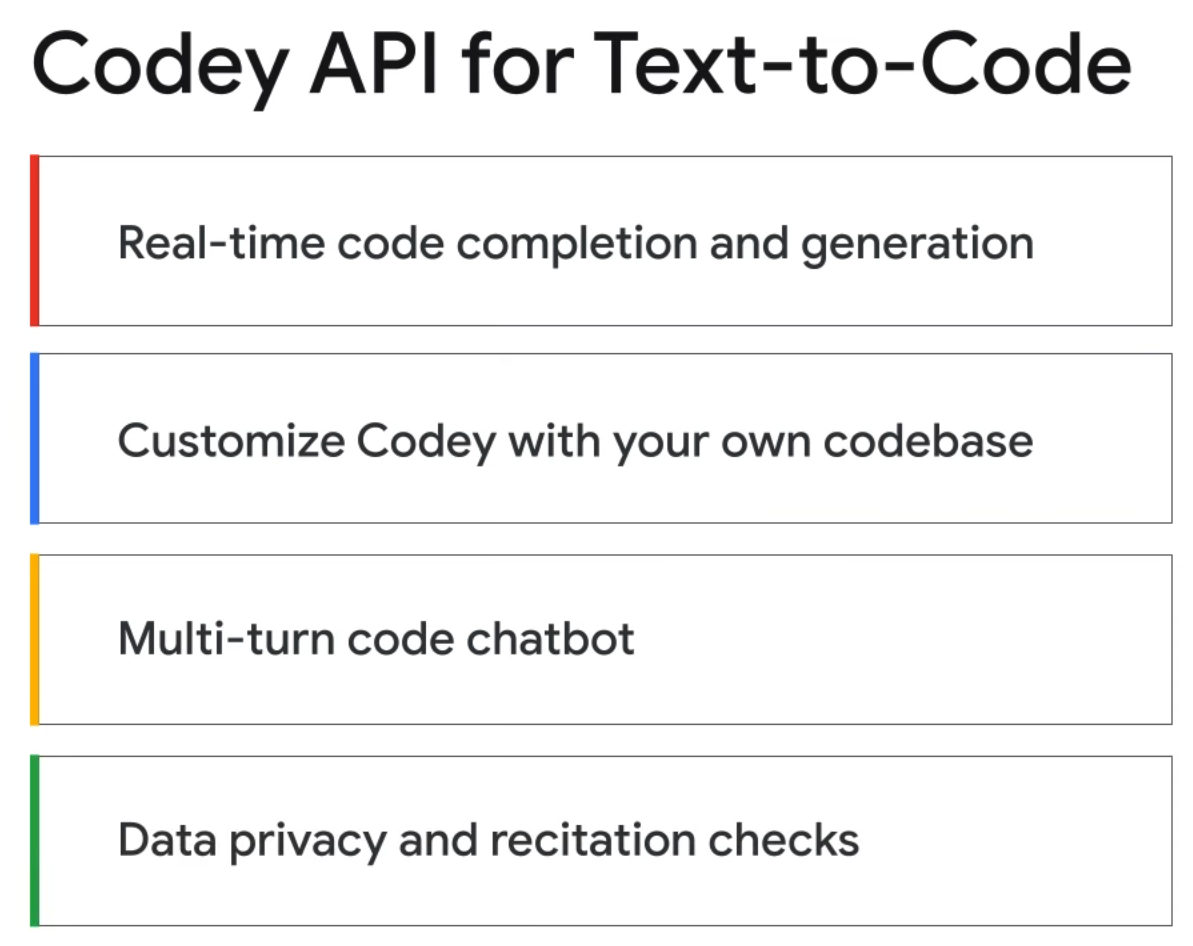 Codey API for Text-to-Code
Real-time code completion and generation
Customize Codey with your own codebase
Multi-turn code chatbot
Data privacy and recitation checks